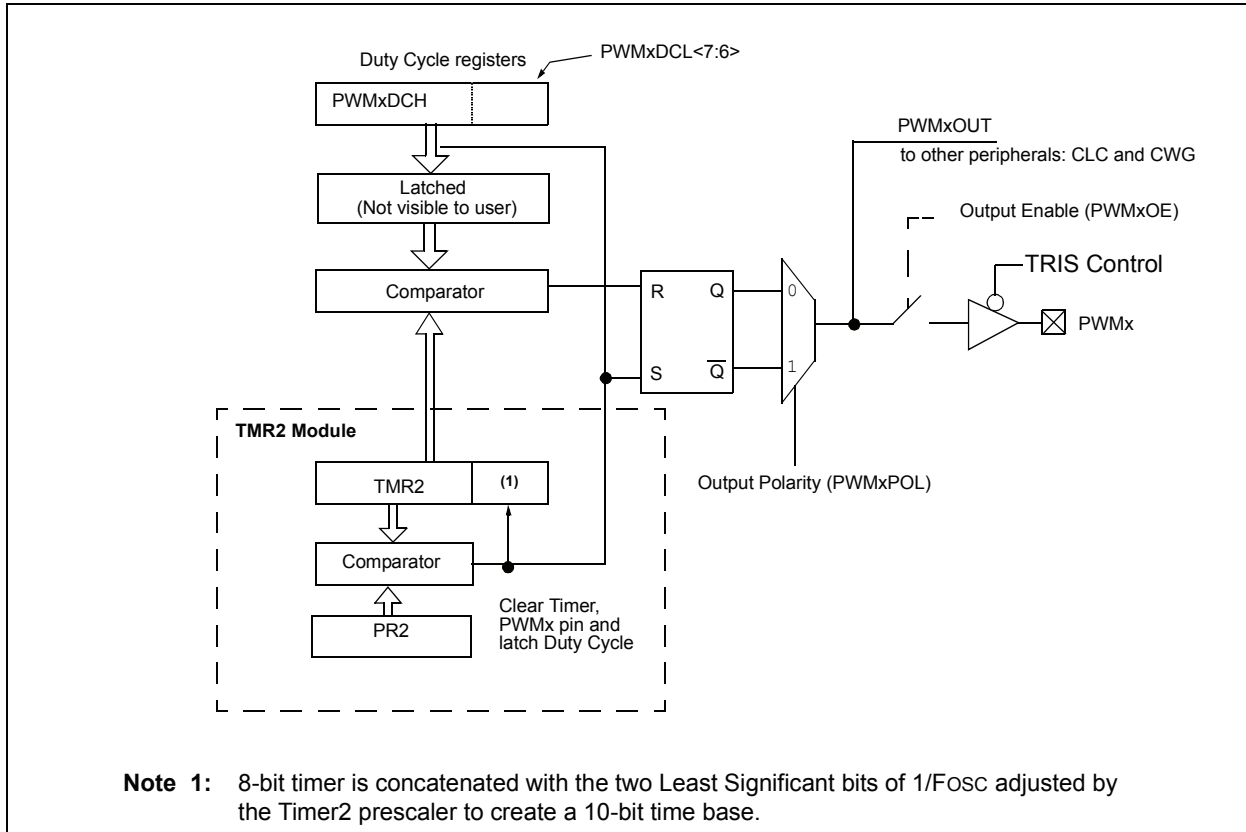 Duty Cycle registers
PWMxDCL<7:6>
PWMxDCH
Latched
(Not visible to user)
Comparator
R
Q
S
Q̅
0
1
PWMxOUT
to other peripherals: CLC and CWG
Output Enable (PWMxOE)
TRIS Control
PWMx
Output Polarity (PWMxPOL)
TMR2 Module
TMR2
(1)
Comparator
PR2
Clear Timer,
PWMx pin and
latch Duty Cycle
Note 1: 8-bit timer is concatenated with the two Least Significant bits of 1/FOSC adjusted by
the Timer2 prescaler to create a 10-bit time base.